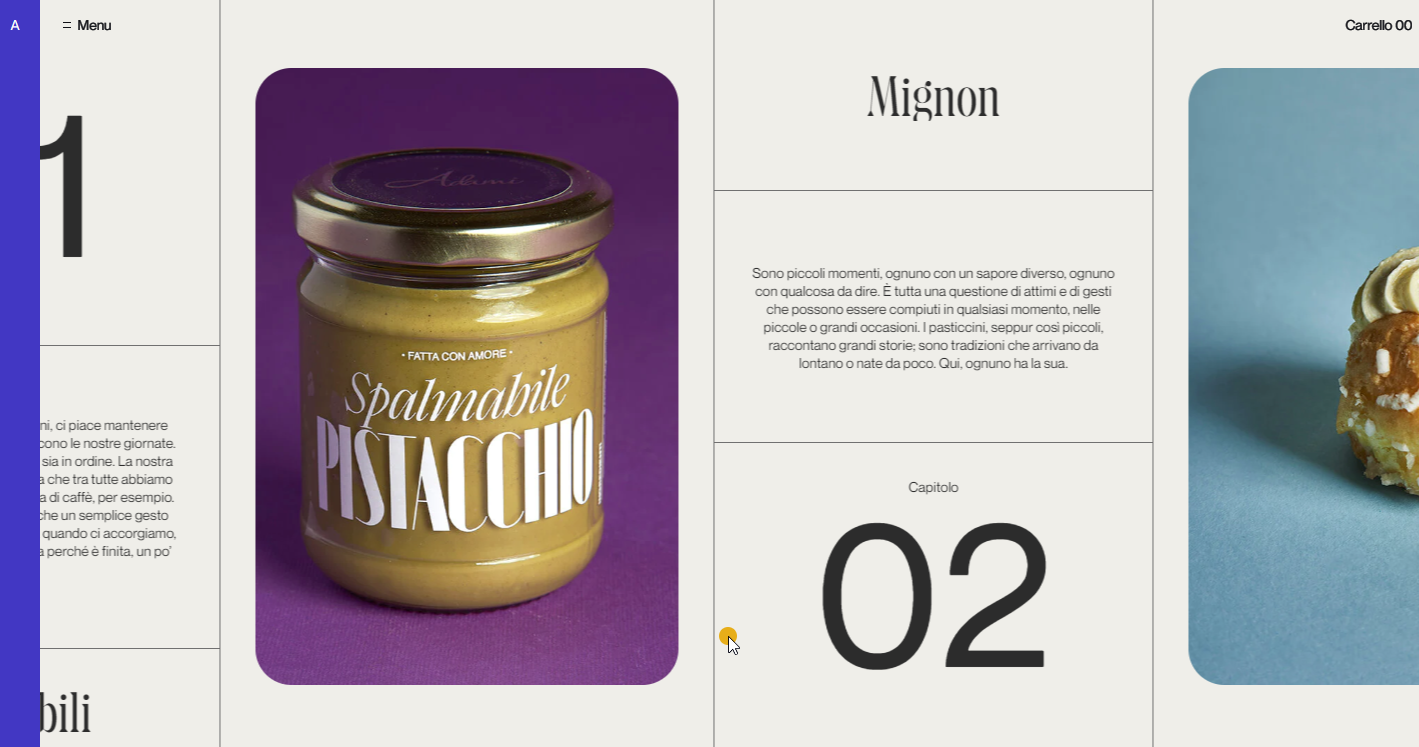 A
Menu
Carrello 00
1
ni, ci piace mantenere
cono le nostre giornate.
sia in ordine. La nostra
a che tra tutte abbiamo
a di caffè, per esempio.
che un semplice gesto
quando ci accorgiamo,
a perché è finita, un po'
bili
Adami
• FATTA CON AMORE •
Spalmabile
PISTACCHIO
Mignon
Sono piccoli momenti, ognuno con un sapore diverso, ognuno
con qualcosa da dire. È tutta una questione di attimi e di gesti
che possono essere compiuti in qualsiasi momento, nelle
piccole o grandi occasioni. I pasticcini, seppur così piccoli,
raccontano grandi storie; sono tradizioni che arrivano da
lontano o nate da poco. Qui, ognuno ha la sua.
Capitolo
02